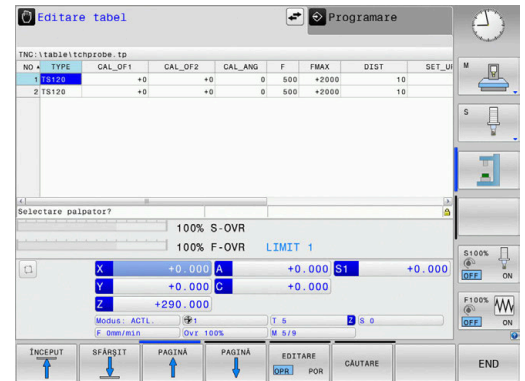 Editare tabel
Programare
TNC:\table\tchprobe.tp
NO TYPE CAL_OF1 CAL_OF2 CAL_ANG F FMAX DIST SET_U
1 TS120 +0 +0 0 500 +2000 10
2 TS120 +0 +0 0 500 +2000 10
Selectare palpator?
100% S-OVR
100% F-OVR LIMIT 1
X +0.000 A +0.000 S1 +0.000
Y +0.000 C +0.000
Z +290.000
Modus: ACTL. 1 T 5 Z S 0
F 0mm/min Ovr 100% M 5/9
M
S
S100%
OFF ON
F100%
OFF ON
ÎNCEPUT
SFÂRŞIT
PAGINĂ
PAGINĂ
EDITARE
OPR POR
CĂUTARE
END